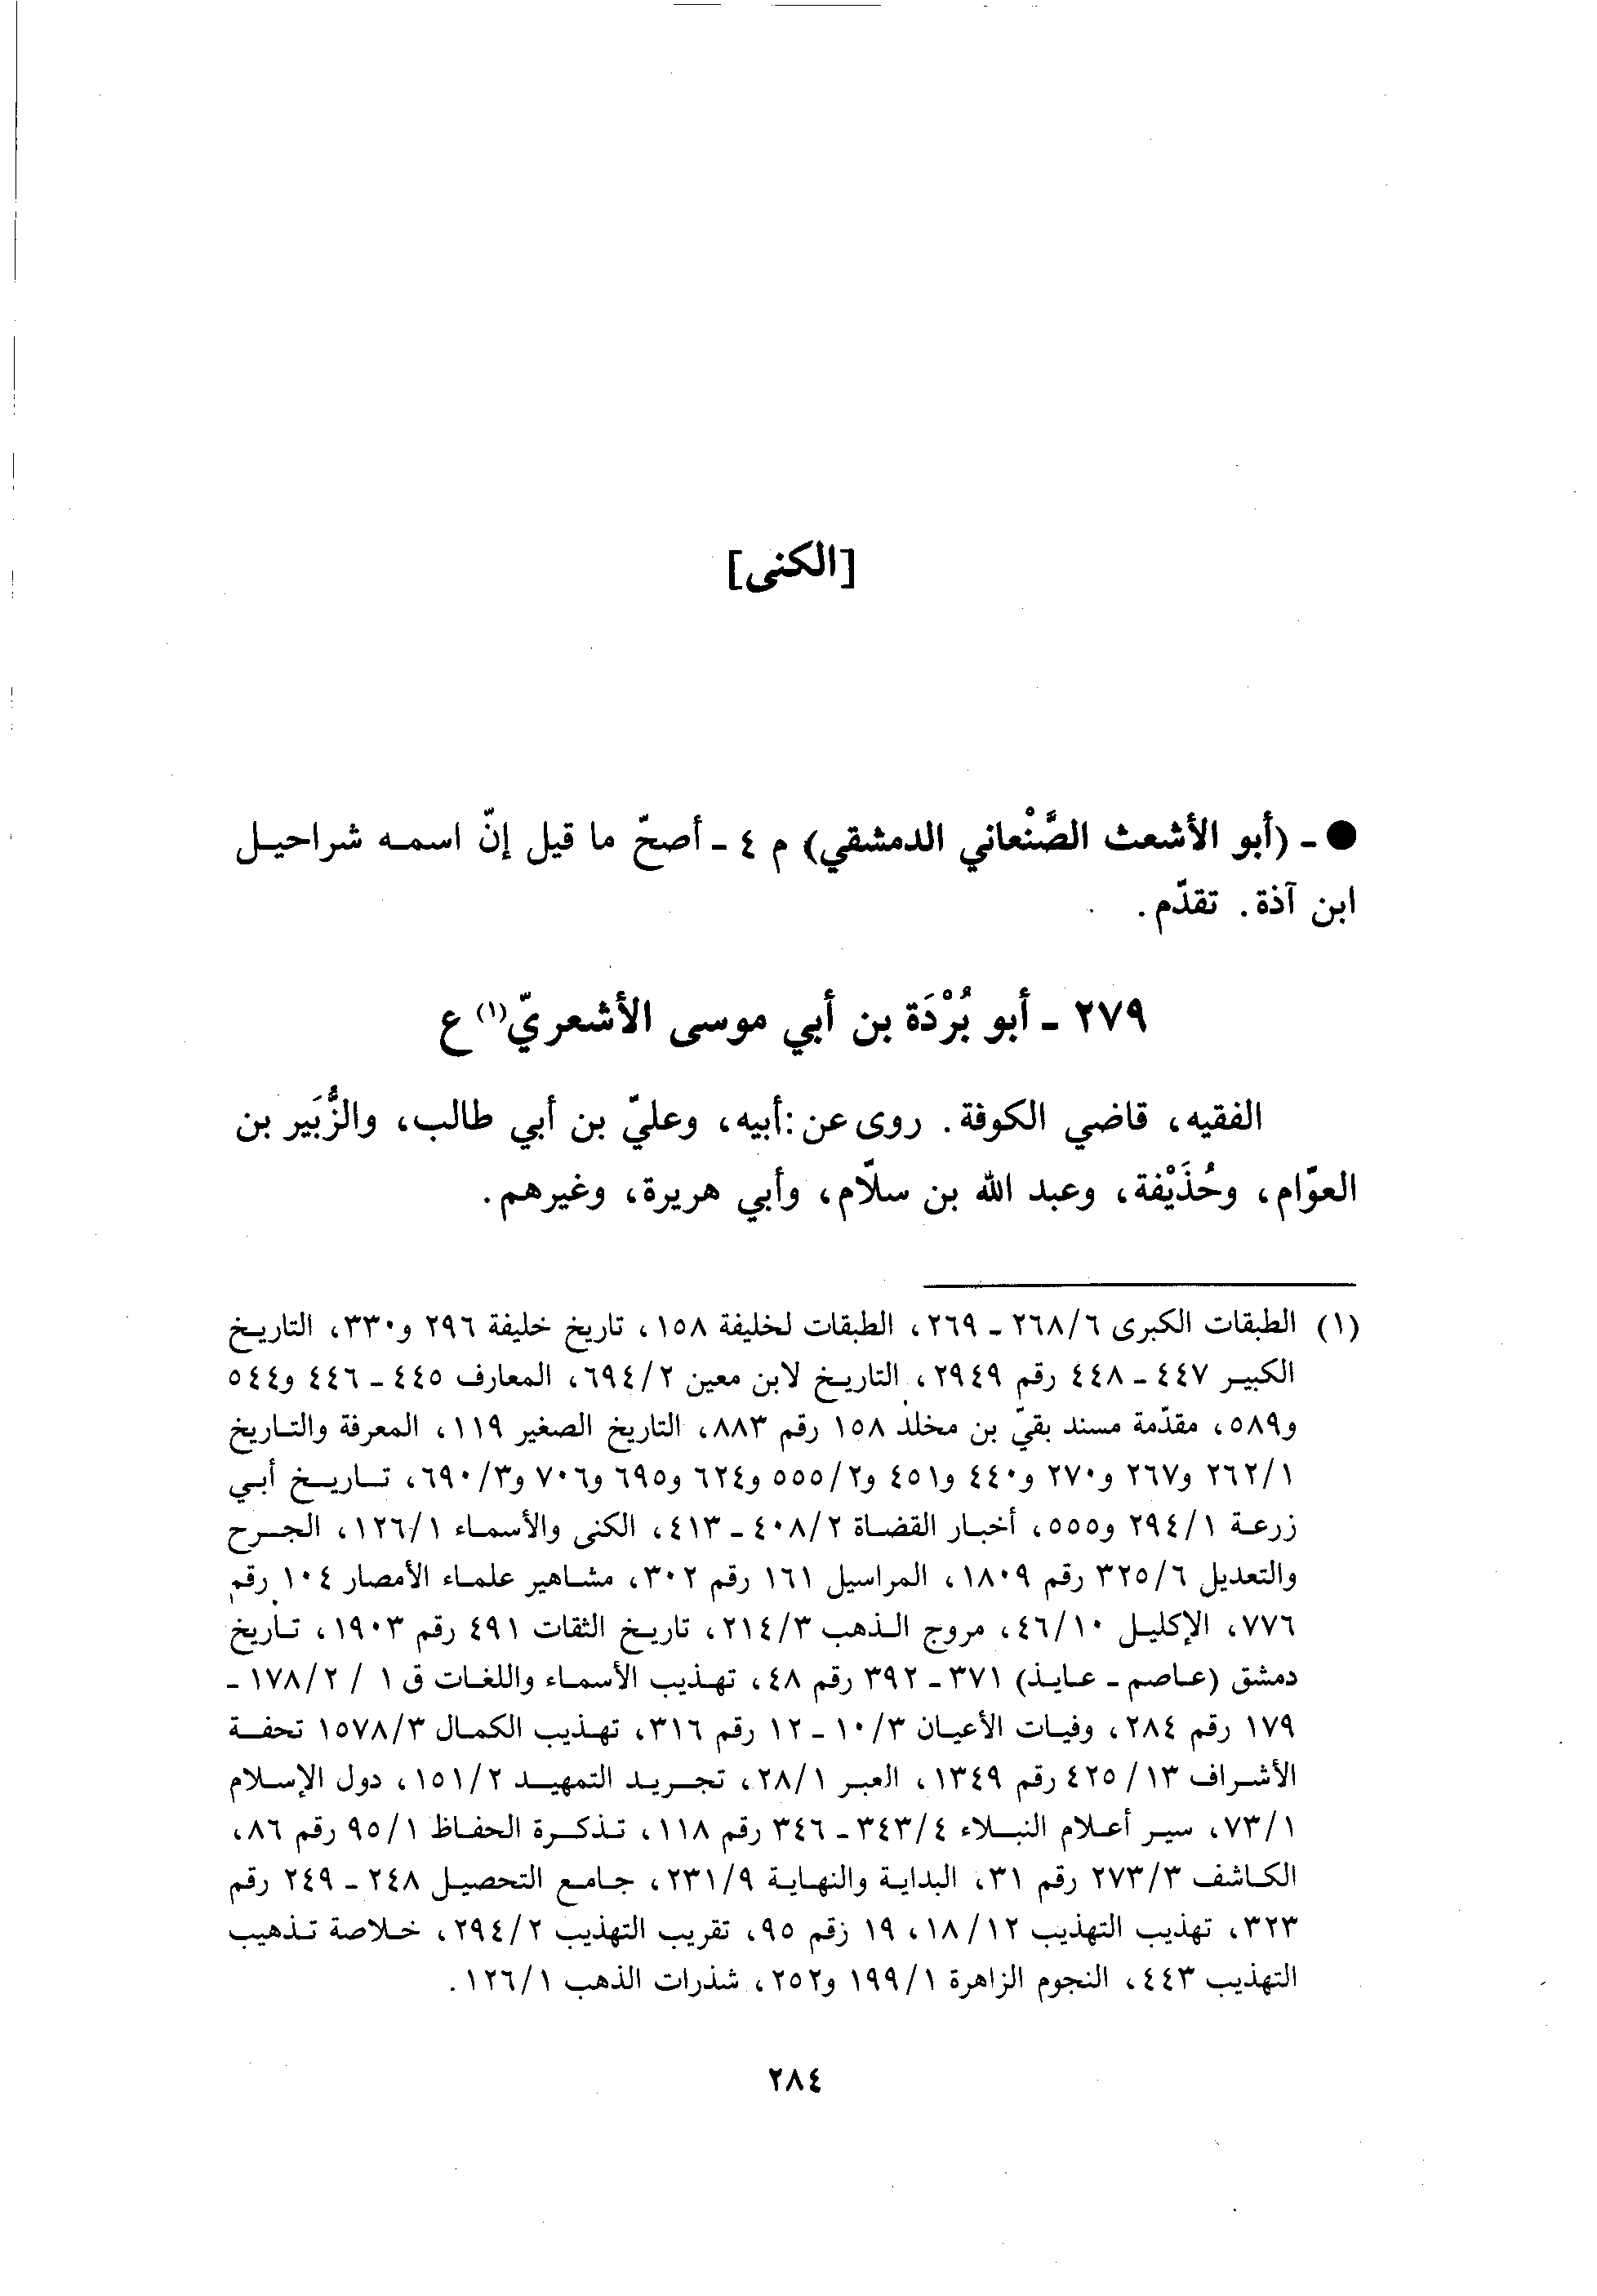 [الكنى]
● - (أبو الأشعث الصَّنْعاني الدمشقي) م ٤ - أصحّ ما قيل إنّ اسمه شراحيل
ابن آذة. تقدّم.
٢٧٩ - أبو بُرْدَة بن أبي موسى الأشعريّ(١) ع
الفقيه، قاضي الكوفة. روى عن: أبيه، وعليّ بن أبي طالب، والزُّبَير بن
العوّام، وحُذَيْفة، وعبد الله بن سلّام، وأبي هريرة، وغيرهم.
(١) الطبقات الكبرى ٦/ ٢٦٨ - ٢٦٩، الطبقات لخليفة ١٥٨، تاريخ خليفة ٢٩٦ و٣٣٠، التاريخ
الكبير ٤٤٧ - ٤٤٨ رقم ٢٩٤٩، التاريخ لابن معين ٢/ ٦٩٤، المعارف ٤٤٥ - ٤٤٦ و٥٤٤
و٥٨٩، مقدّمة مسند بقيّ بن مخلد ١٥٨ رقم ٨٨٣، التاريخ الصغير ١١٩، المعرفة والتاريخ
١/ ٢٦٢ و٢٦٧ و٢٧٠ و٤٤٠ و٤٥١ و٢/ ٥٥٥ و٦٢٤ و٦٩٥ و٧٠٦ و٣/ ٦٩٠، تاريخ أبي
زرعة ١/ ٢٩٤ و٥٥٥، أخبار القضاة ٢/ ٤٠٨ - ٤١٣، الكنى والأسماء ١/ ١٢٦، الجرح
والتعديل ٦/ ٣٢٥ رقم ١٨٠٩، المراسيل ١٦١ رقم ٣٠٢، مشاهير علماء الأمصار ١٠٤ رقم
٧٧٦، الإكليل ١٠/ ٤٦، مروج الذهب ٣/ ٢١٤، تاريخ الثقات ٤٩١ رقم ١٩٠٣، تاريخ
دمشق (عاصم - عايذ) ٣٧١ - ٣٩٢ رقم ٤٨، تهذيب الأسماء واللغات ق ١ / ٢/ ١٧٨ -
١٧٩ رقم ٢٨٤، وفيات الأعيان ٣/ ١٠ - ١٢ رقم ٣١٦، تهذيب الكمال ٣/ ١٥٧٨ تحفة
الأشراف ١٣/ ٤٢٥ رقم ١٣٤٩، العبر ١/ ٢٨، تجريد التمهيد ٢/ ١٥١، دول الإسلام
١/ ٧٣، سير أعلام النبلاء ٤/ ٣٤٣ - ٣٤٦ رقم ١١٨، تذكرة الحفاظ ١/ ٩٥ رقم ٨٦،
الكاشف ٣/ ٢٧٣ رقم ٣١، البداية والنهاية ٩/ ٢٣١، جامع التحصيل ٢٤٨ - ٢٤٩ رقم
٣٢٣، تهذيب التهذيب ١٢/ ١٨، ١٩ رقم ٩٥، تقريب التهذيب ٢/ ٢٩٤، خلاصة تذهيب
التهذيب ٤٤٣، النجوم الزاهرة ١/ ١٩٩ و٢٥٢، شذرات الذهب ١/ ١٢٦.
٢٨٤